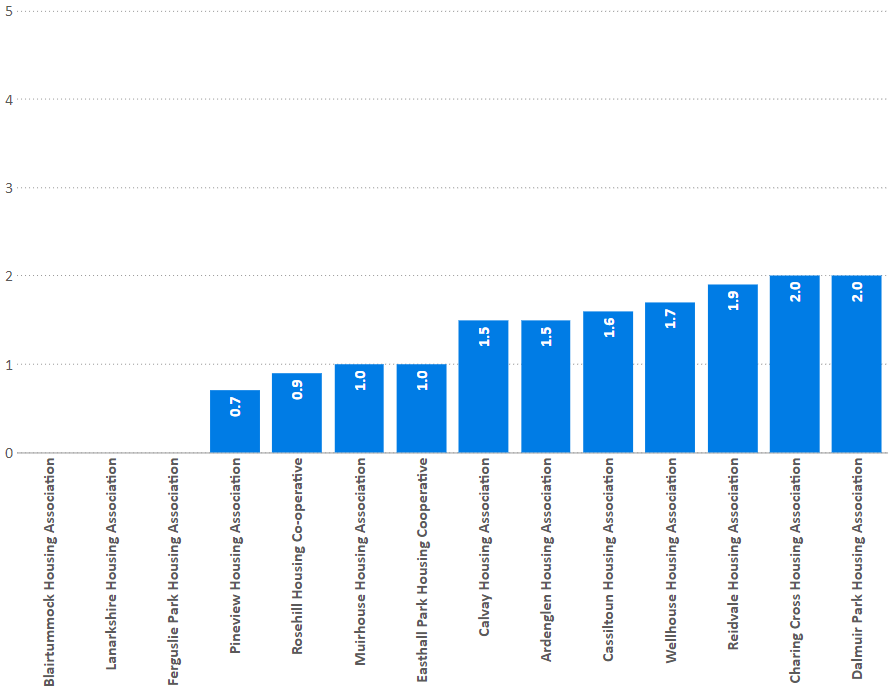 5
4
3
2
1
0
0.7
0.9
1.0
1.0
1.5
1.5
1.6
1.7
1.9
2.0
2.0
Blairtummock Housing Association
Lanarkshire Housing Association
Ferguslie Park Housing Association
Pineview Housing Association
Rosehill Housing Co-operative
Muirhouse Housing Association
Easthall Park Housing Cooperative
Calvay Housing Association
Ardenglen Housing Association
Cassiltoun Housing Association
Wellhouse Housing Association
Reidvale Housing Association
Charing Cross Housing Association
Dalmuir Park Housing Association